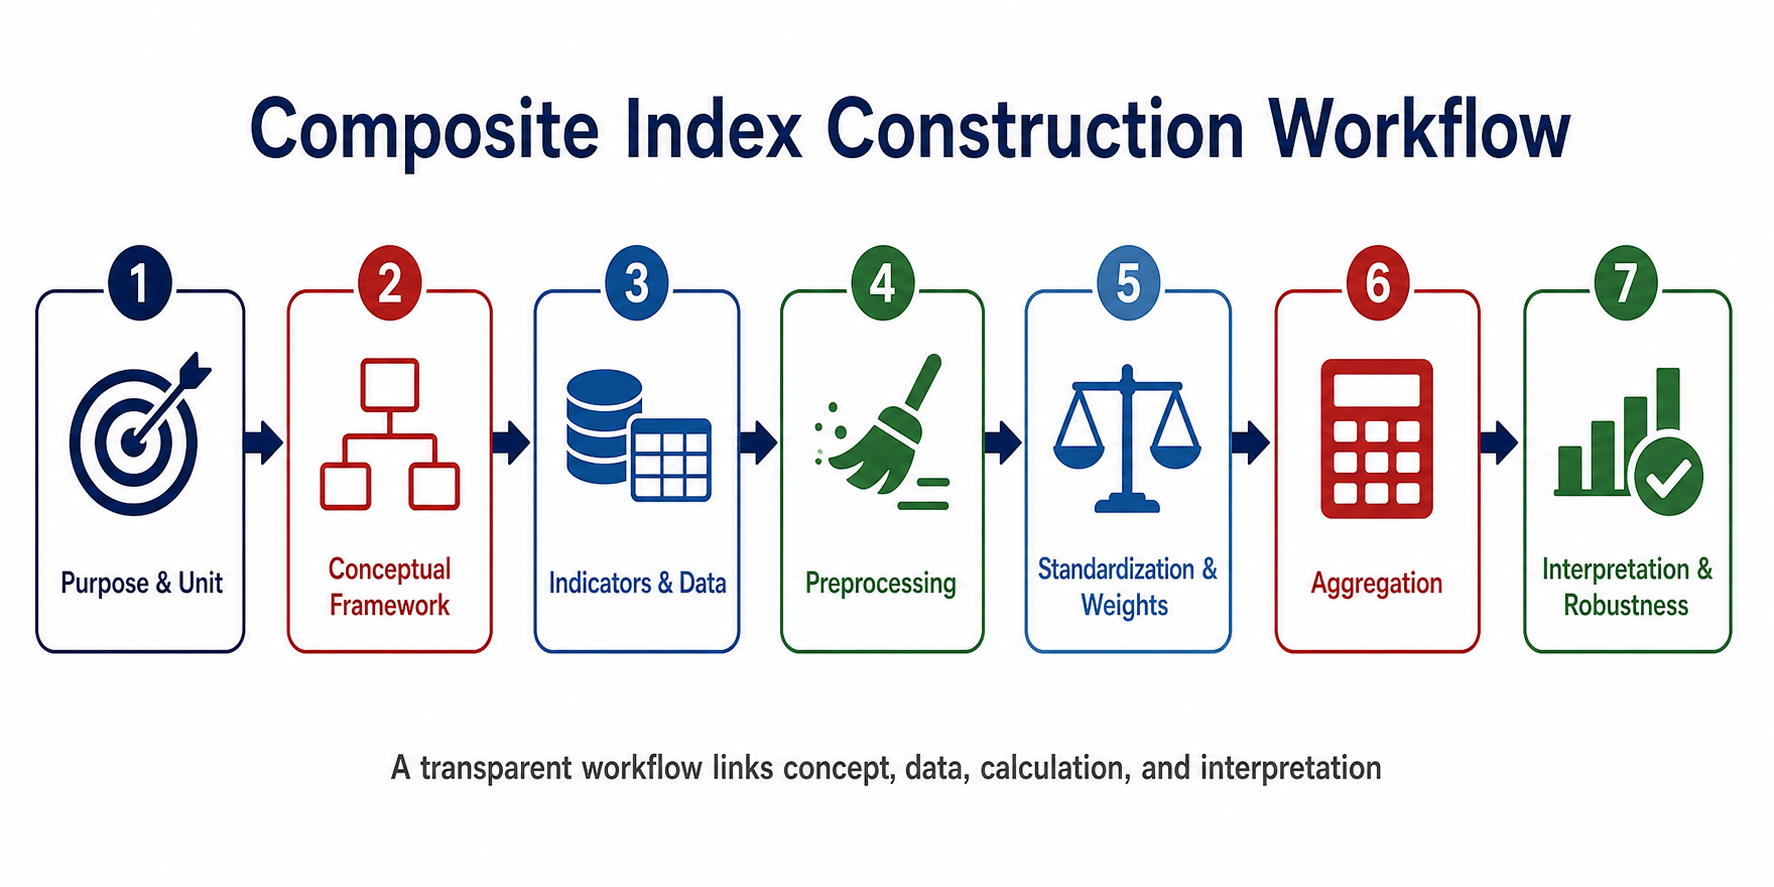 Composite Index Construction Workflow
1
2
3
4
5
6
7
Purpose & Unit
Conceptual
Framework
Indicators & Data
Preprocessing
Standardization &
Weights
Aggregation
Interpretation &
Robustness
A transparent workflow links concept, data, calculation, and interpretation